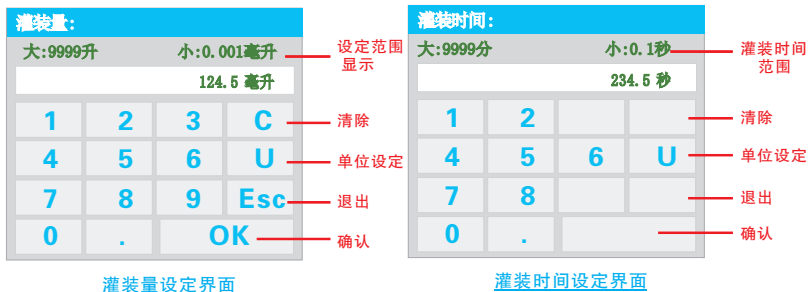 灌装量:
大:9999升 小:0.001毫升
124.5 毫升
1 2 3 C
4 5 6 U
7 8 9 Esc
0 . OK
设定范围
显示
清除
单位设定
退出
确认
灌装量设定界面
灌装时间:
大:9999分 小:0.1秒
234.5 秒
1 2
4 5 6 U
7 8
0 .
灌装时间
范围
清除
单位设定
退出
确认
灌装时间设定界面